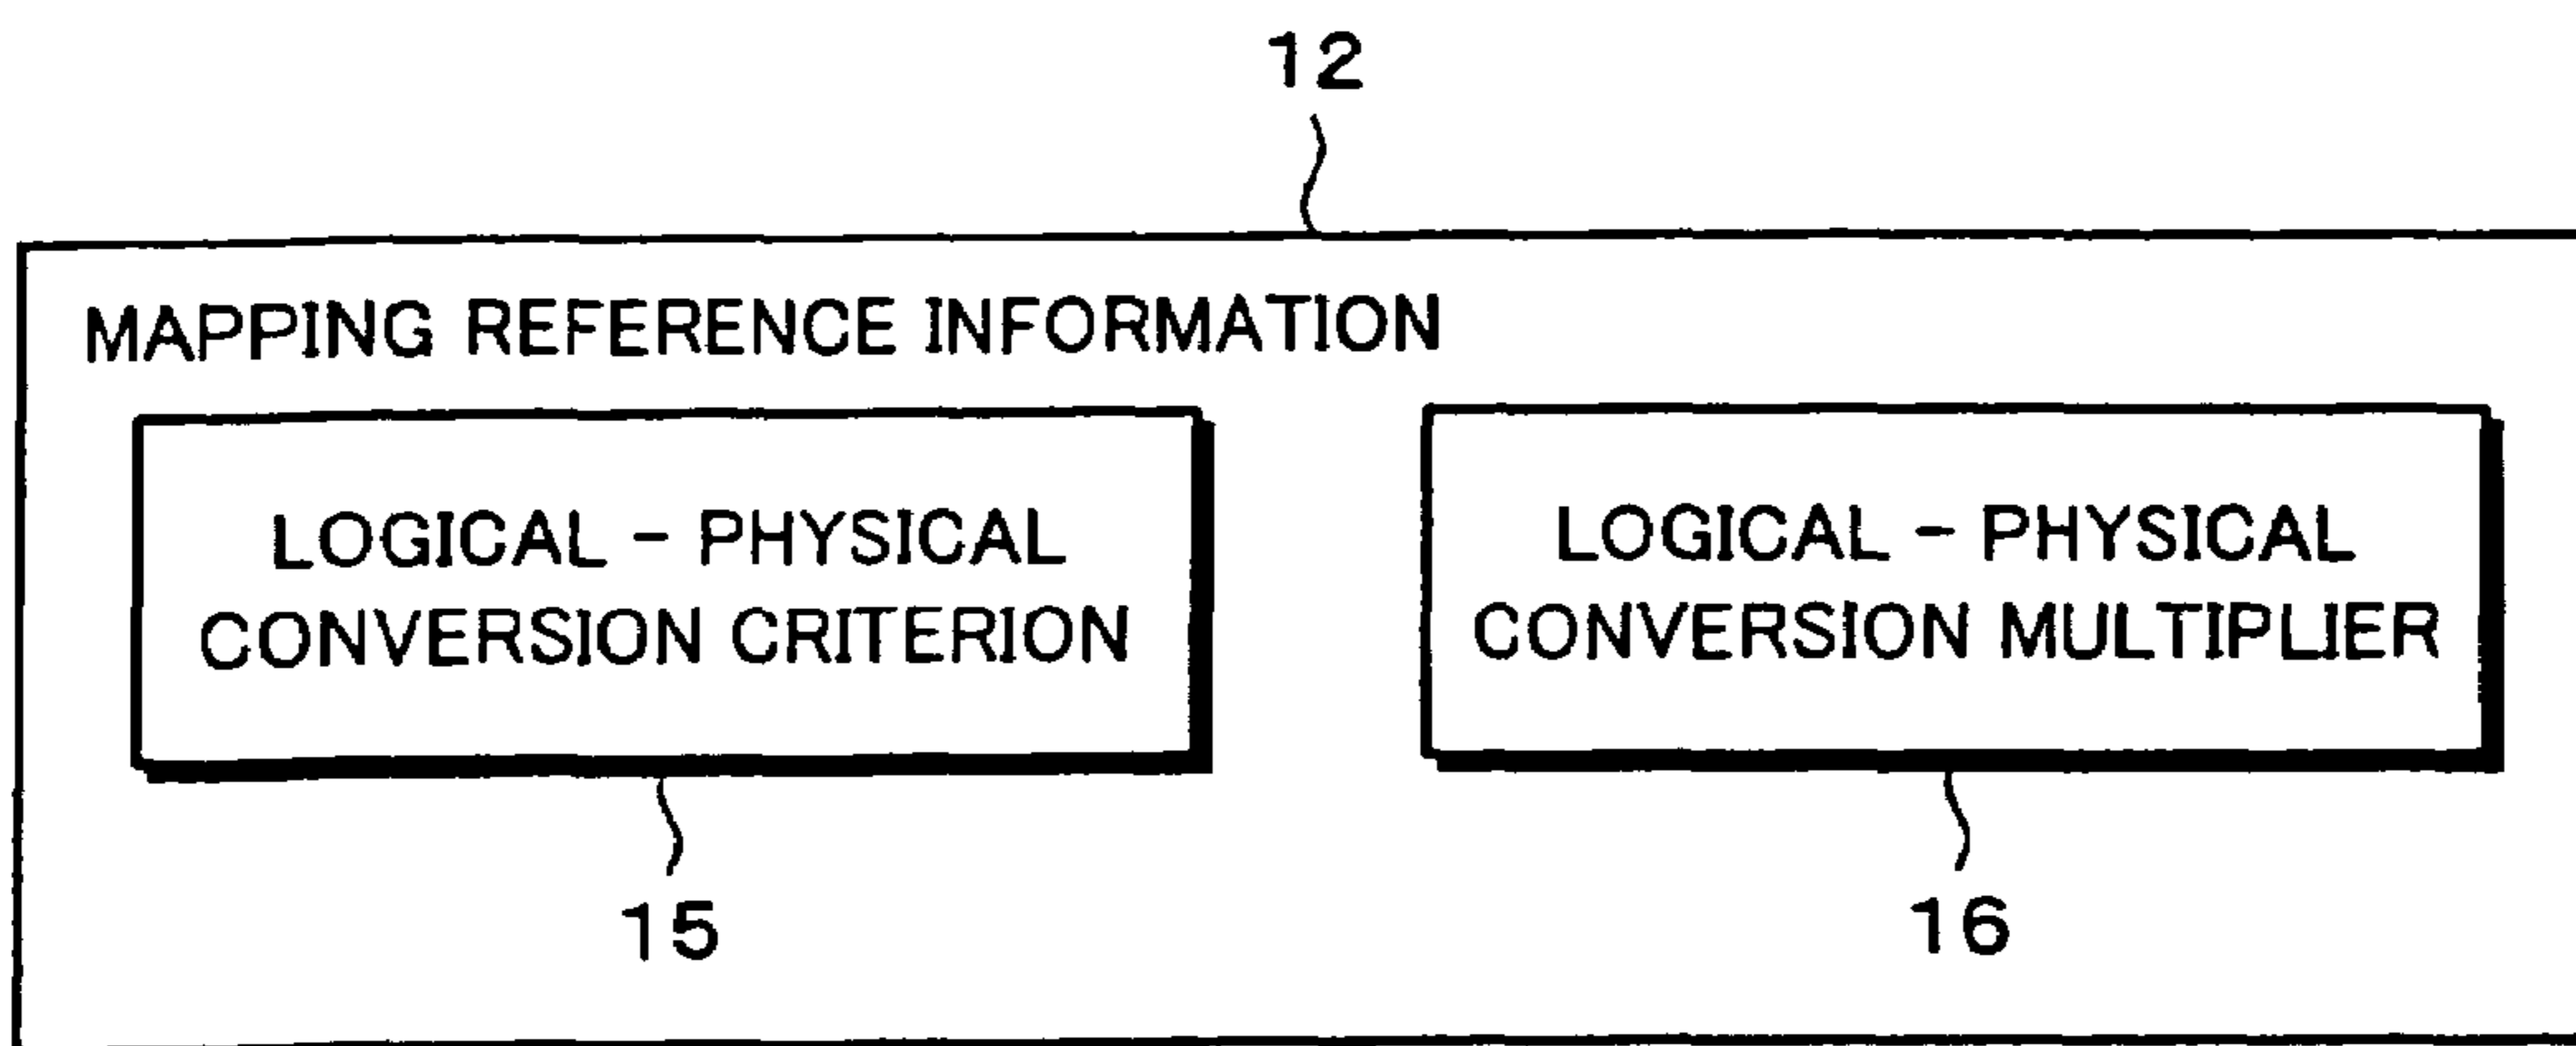 12
MAPPING REFERENCE INFORMATION
LOGICAL - PHYSICAL
CONVERSION CRITERION
LOGICAL - PHYSICAL
CONVERSION MULTIPLIER
15
16